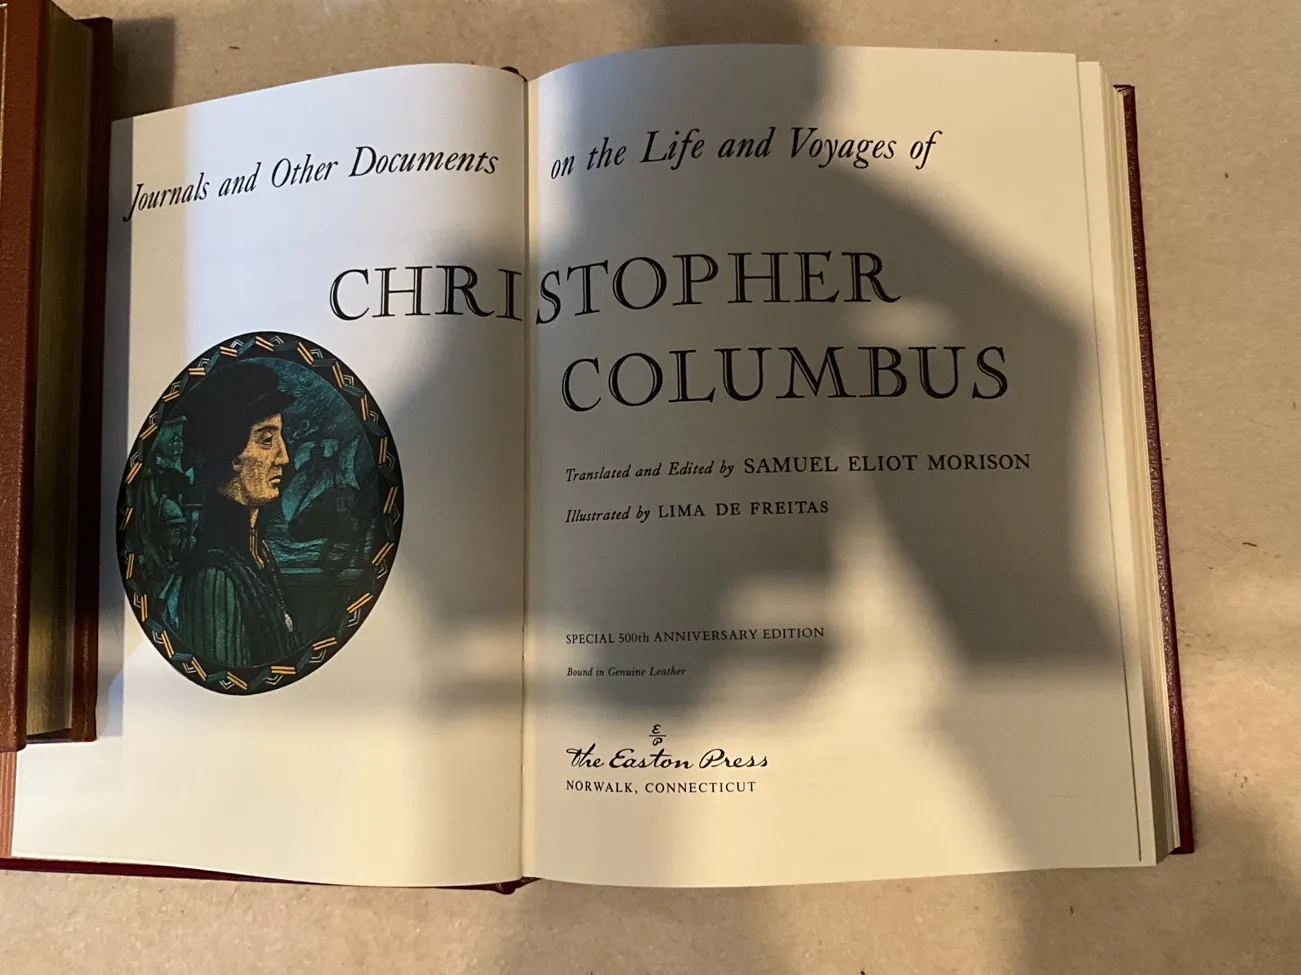 Journals and Other Documents on the Life and Voyages of
CHRISTOPHER
COLUMBUS
Translated and Edited by SAMUEL ELIOT MORISON
Illustrated by LIMA DE FREITAS
SPECIAL 500th ANNIVERSARY EDITION
Bound in Genuine Leather
E
P
the Easton Press
NORWALK, CONNECTICUT